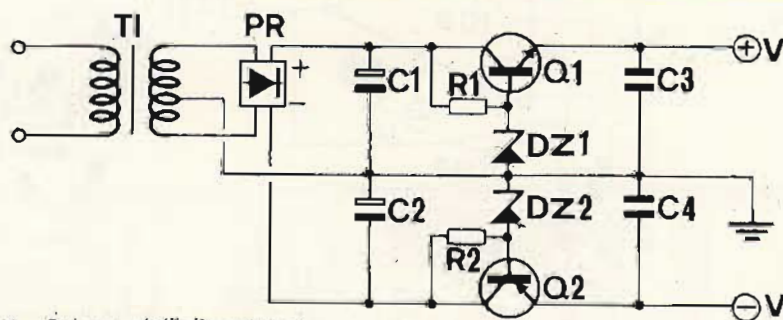 TI
PR
+
V
+
-
C1
R1
Q1
C3
DZ1
C2
DZ2
C4
R2
Q2
- V